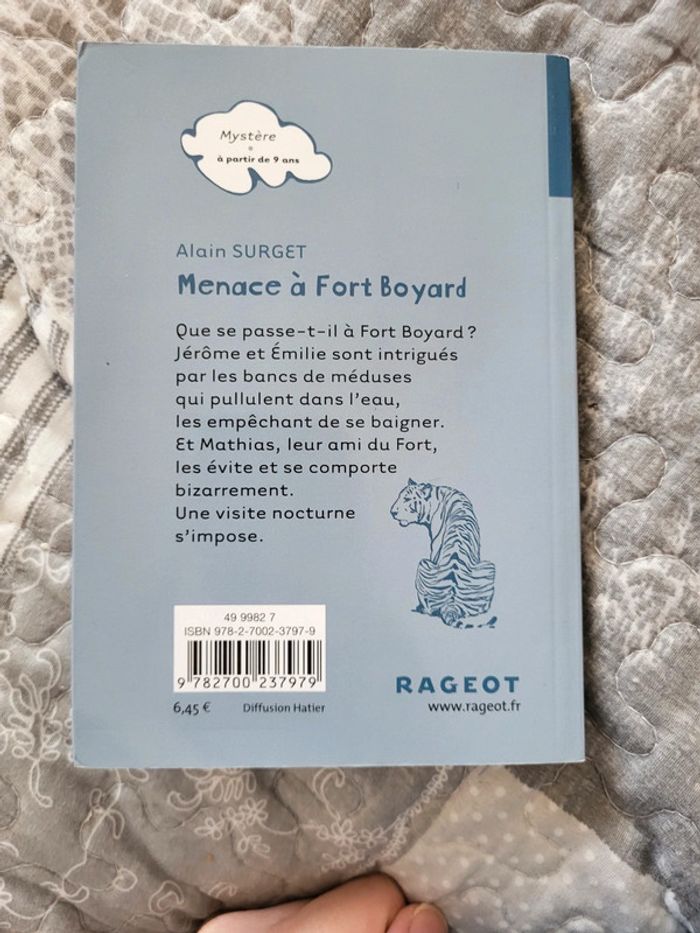 Mystère
à partir de 9 ans
Alain SURGET
Menace à Fort Boyard
Que se passe-t-il à Fort Boyard ?
Jérôme et Émilie sont intrigués
par les bancs de méduses
qui pullulent dans l'eau,
les empêchant de se baigner.
Et Mathias, leur ami du Fort,
les évite et se comporte
bizarrement.
Une visite nocturne
s'impose.
49 9982 7
ISBN 978-2-7002-3797-9
9 782700 237979
6,45 €
Diffusion Hatier
RAGEOT
www.rageot.fr